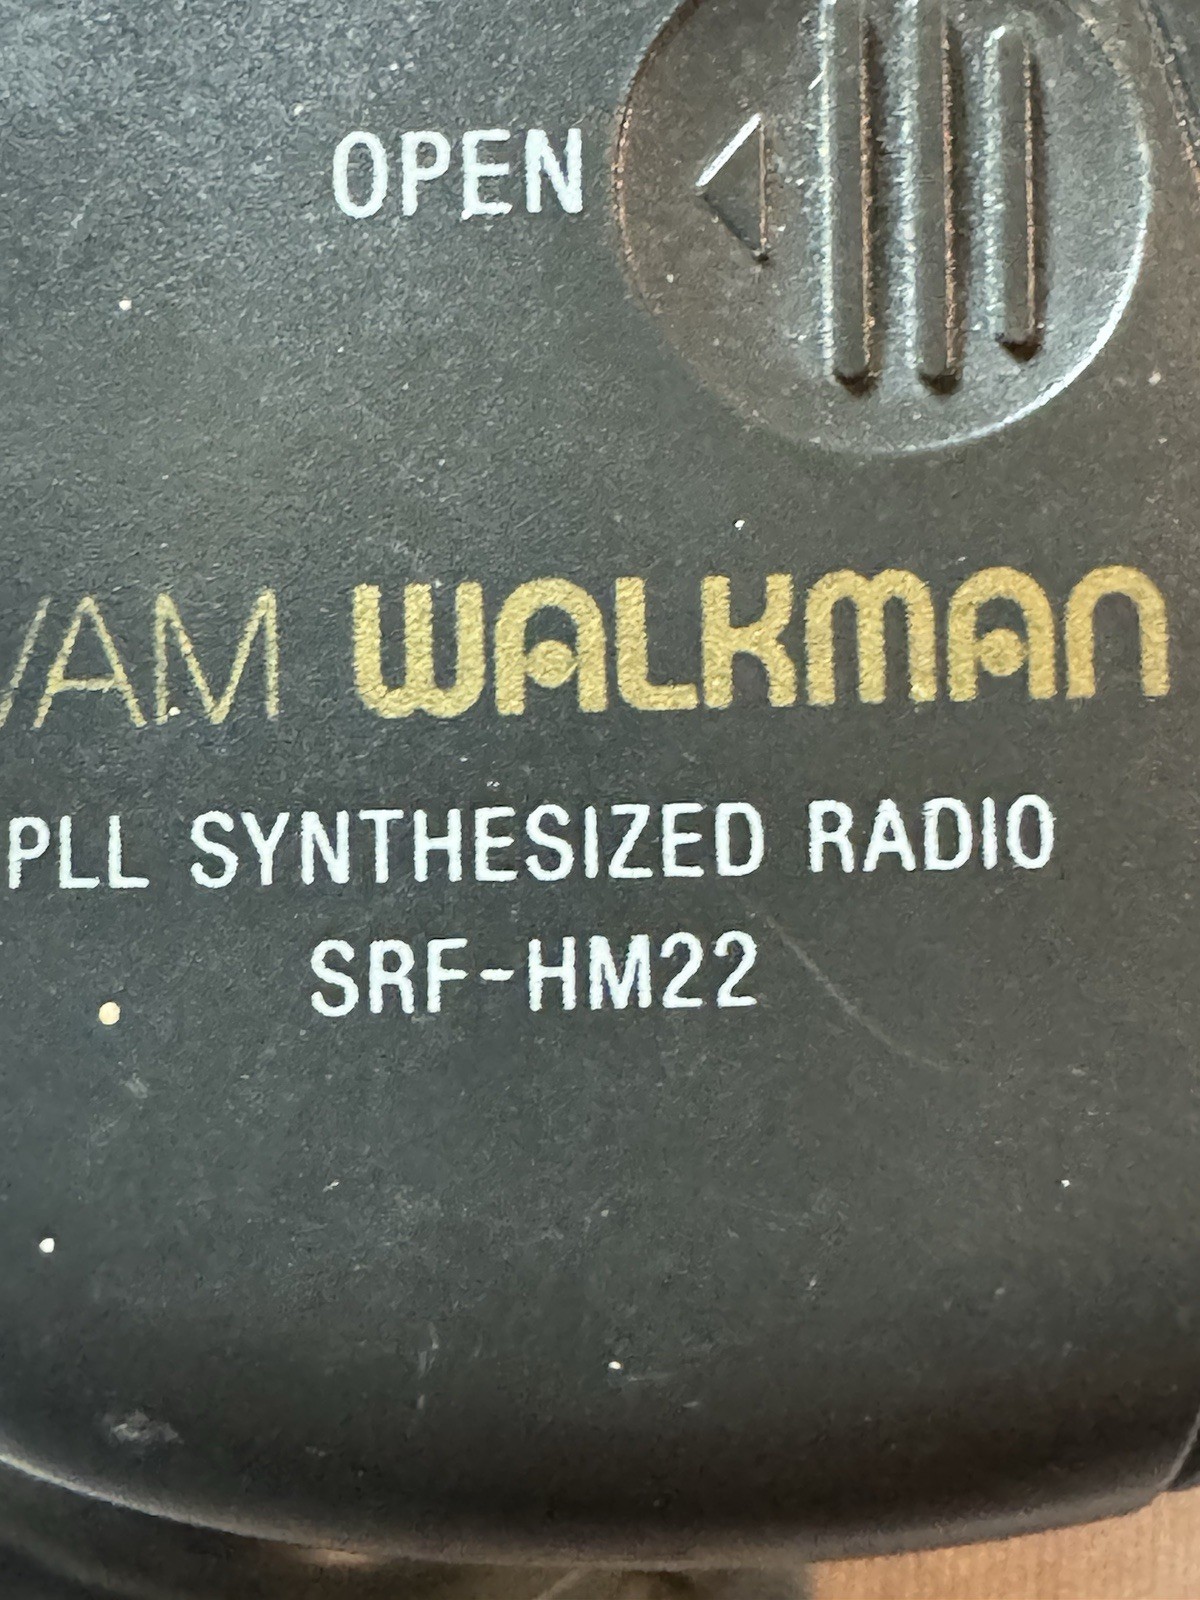 OPEN
/AM WALKMAN
PLL SYNTHESIZED RADIO
SRF-HM22